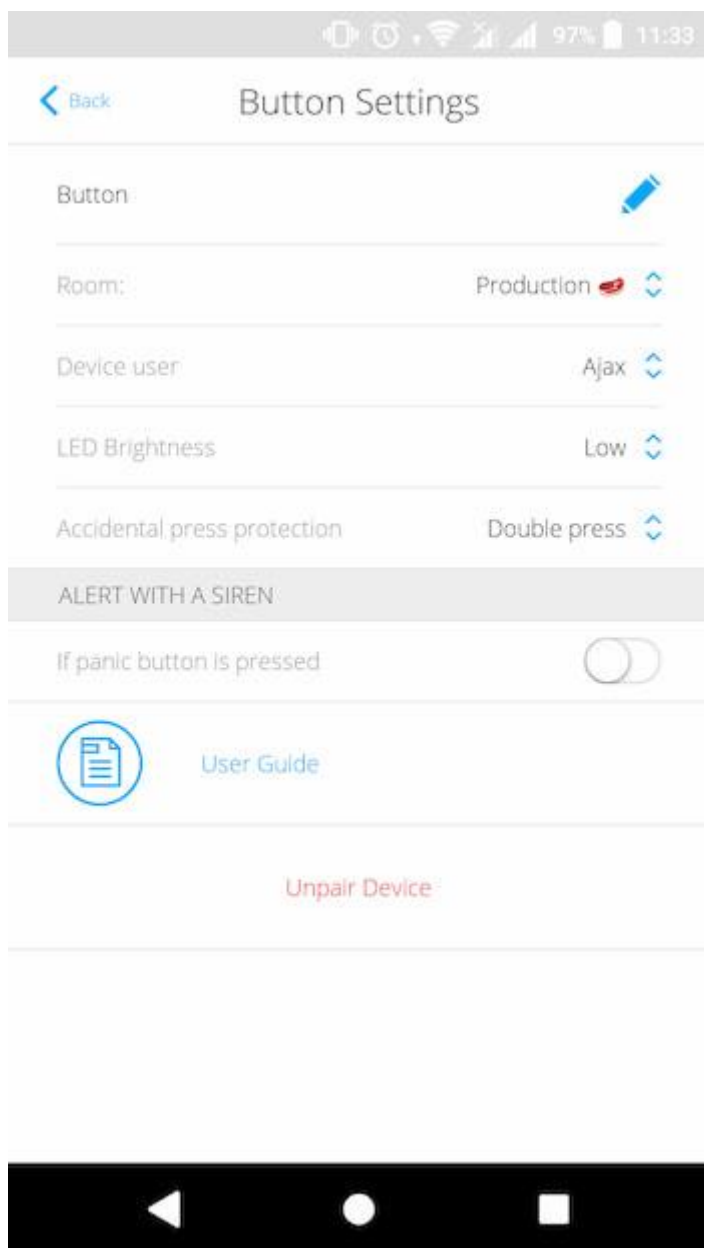 97% 11:33
Back Button Settings
Button
Room: Production 🥩
Device user Ajax
LED Brightness Low
Accidental press protection Double press
ALERT WITH A SIREN
If panic button is pressed
User Guide
Unpair Device